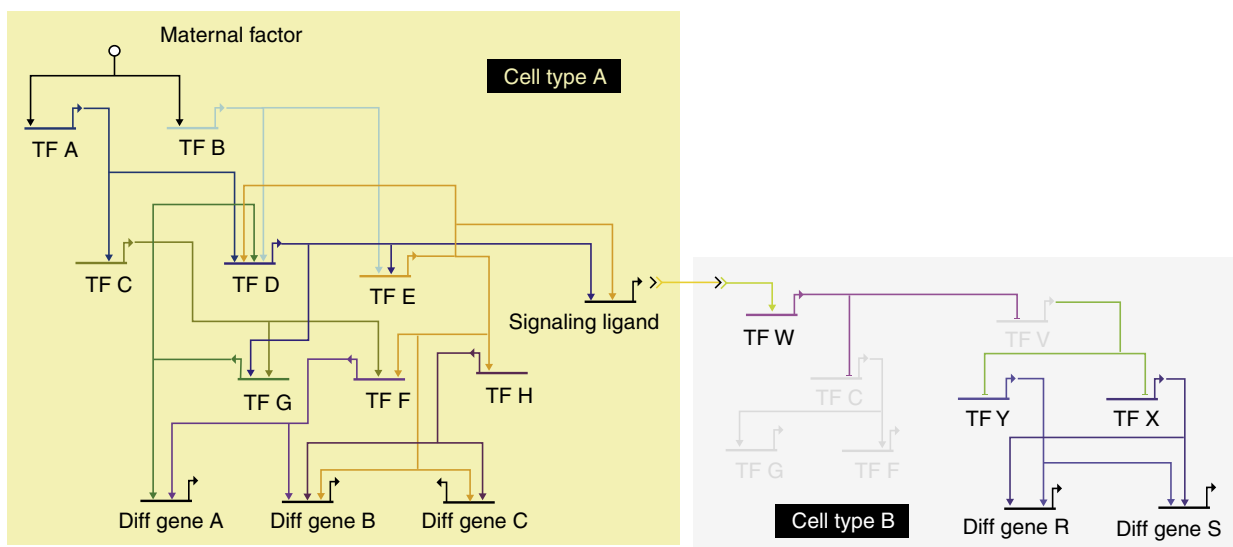 Maternal factor
Cell type A
TF A
TF B
TF C
TF D
TF E
Signaling ligand
TF G
TF F
TF H
Diff gene A
Diff gene B
Diff gene C
TF W
TF V
TF C
TF Y
TF X
TF G
TF F
Cell type B
Diff gene R
Diff gene S